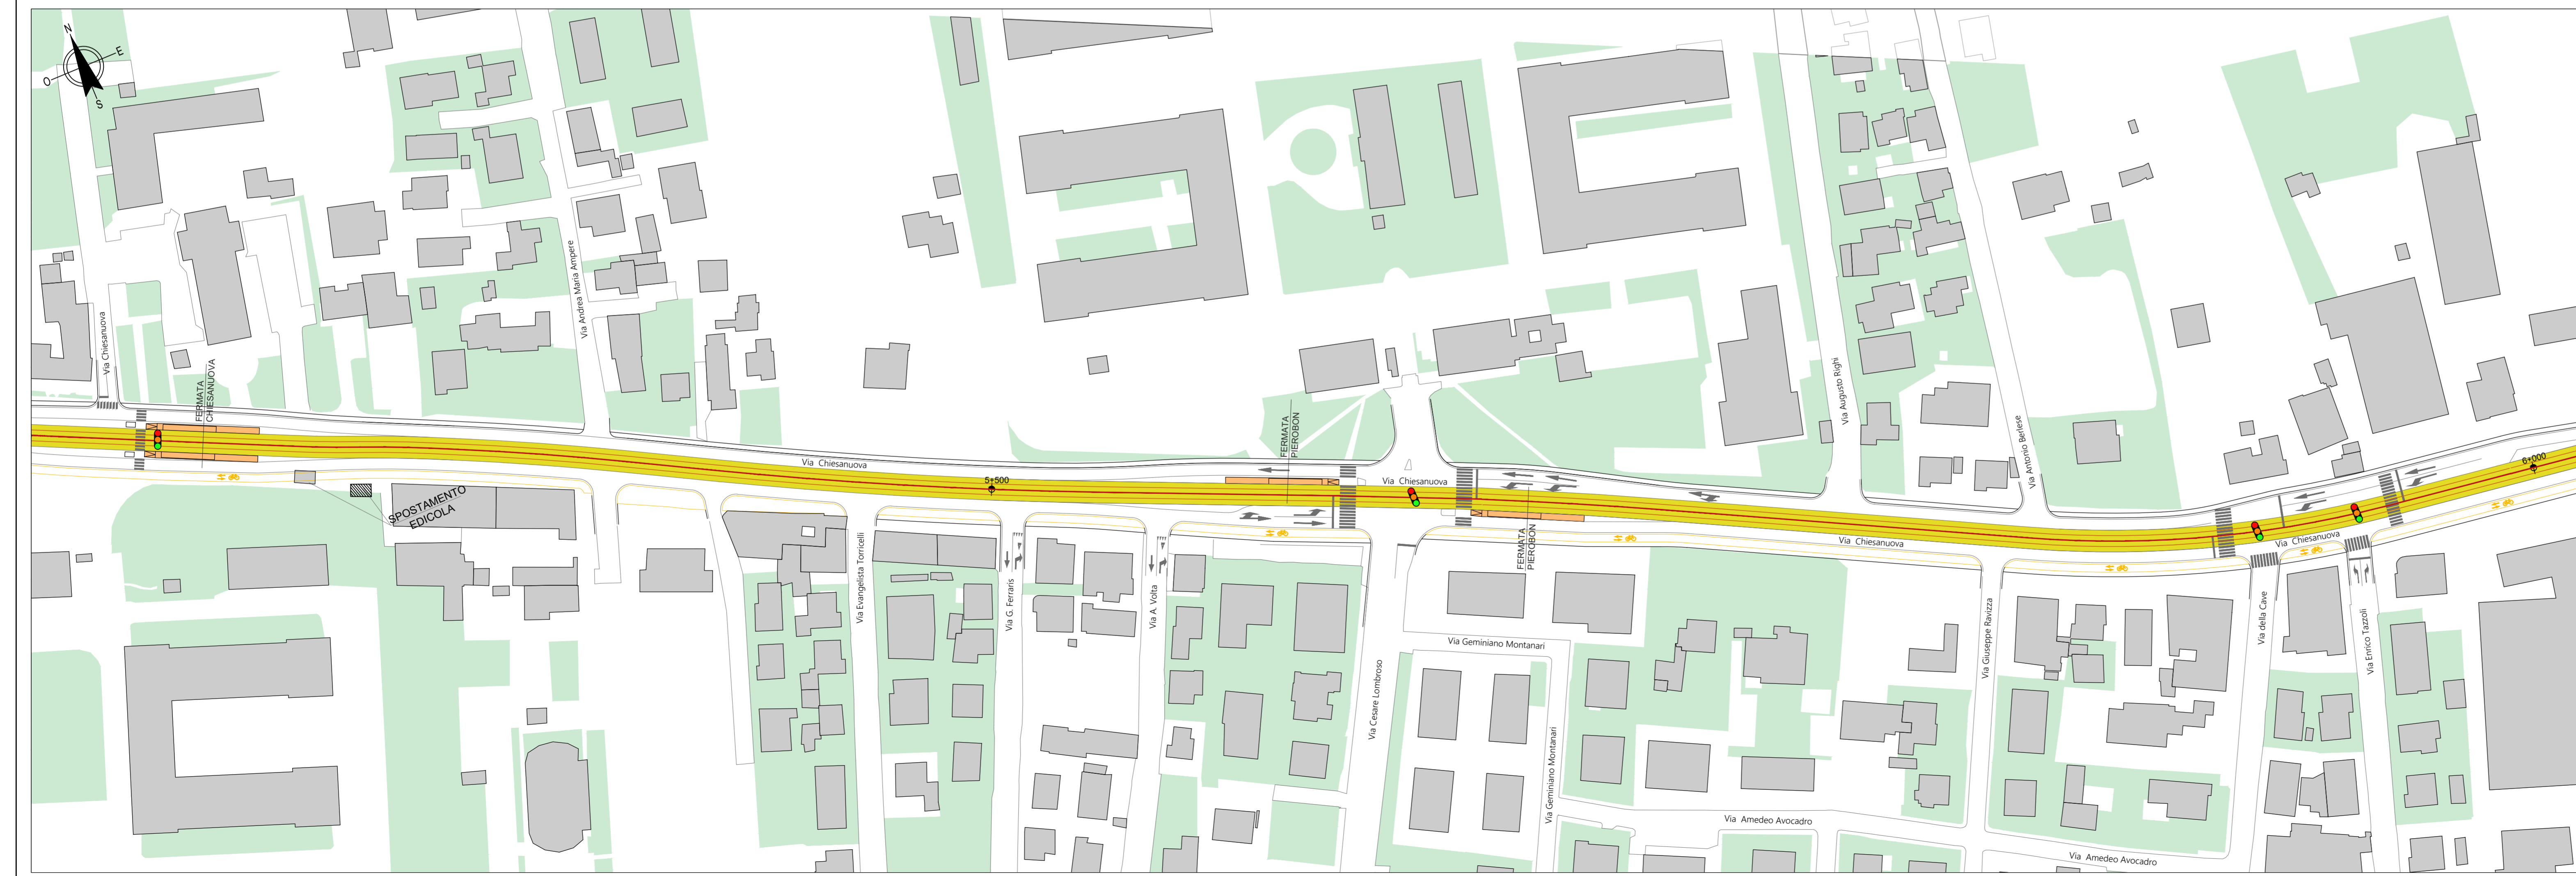 N
E
O
S
Via Chiesanuova
FERMATA
CHIESANUOVA
Via Andrea Maria Ampere
SPOSTAMENTO
EDICOLA
Via Chiesanuova
Via Evangelista Torricelli
5+500
Via G. Ferraris
Via A. Volta
FERMATA
PIEROBON
Via Chiesanuova
Via Cesare Lombroso
Via Geminiano Montanari
Via Geminiano Montanari
FERMATA
PIEROBON
Via Amedeo Avocadro
Via Augusto Righi
Via Chiesanuova
Via Giuseppe Ravizza
Via Antonio Berlese
Via Amedeo Avocadro
Via della Cave
Via Chiesanuova
Via Enrico Tazzoli
6+000